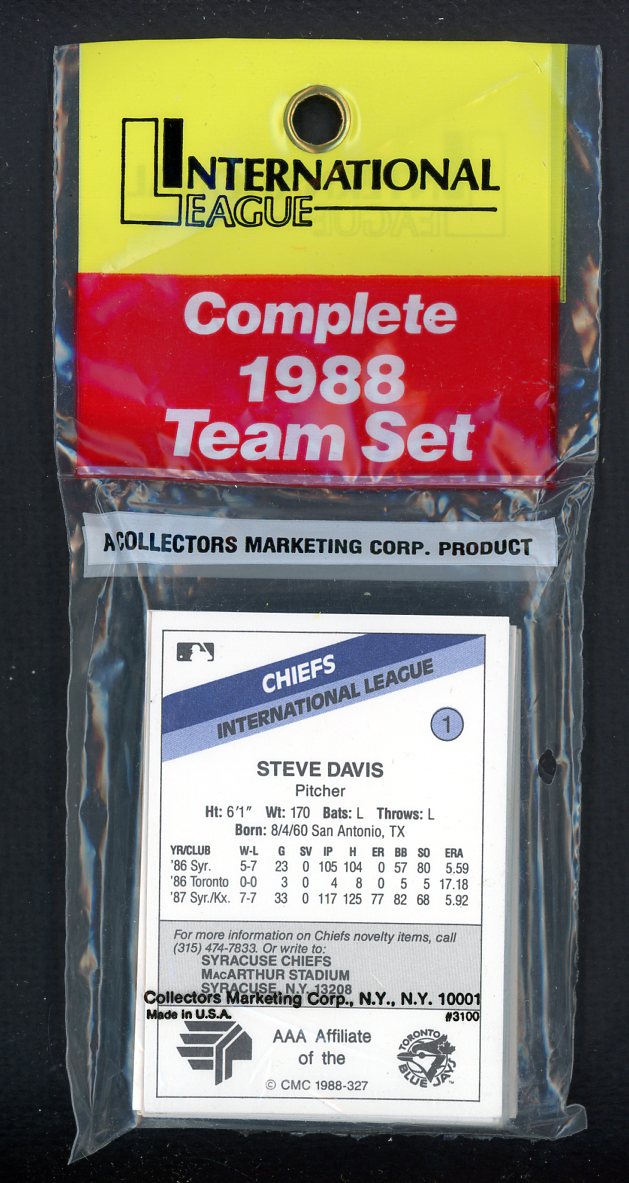 INTERNATIONAL
LEAGUE
Complete
1988
Team Set
A COLLECTORS MARKETING CORP. PRODUCT
CHIEFS
INTERNATIONAL LEAGUE
1
STEVE DAVIS
Pitcher
Ht: 6'1" Wt: 170 Bats: L Throws: L
Born: 8/4/60 San Antonio, TX
YR/CLUB W-L G SV IP H ER BB SO ERA
'86 Syr. 5-7 23 0 105 104 0 57 80 5.59
'86 Toronto 0-0 3 0 4 8 0 5 5 17.18
'87 Syr./Kx. 7-7 33 0 117 125 77 82 68 5.92
For more information on Chiefs novelty items, call
(315) 474-7833. Or write to:
SYRACUSE CHIEFS
MACARTHUR STADIUM
SYRACUSE, N.Y. 13208
Collectors Marketing Corp., N.Y., N.Y. 10001
Made in U.S.A. #3100
AAA Affiliate
of the
TORONTO
BLUE JAYS
© CMC 1988-327